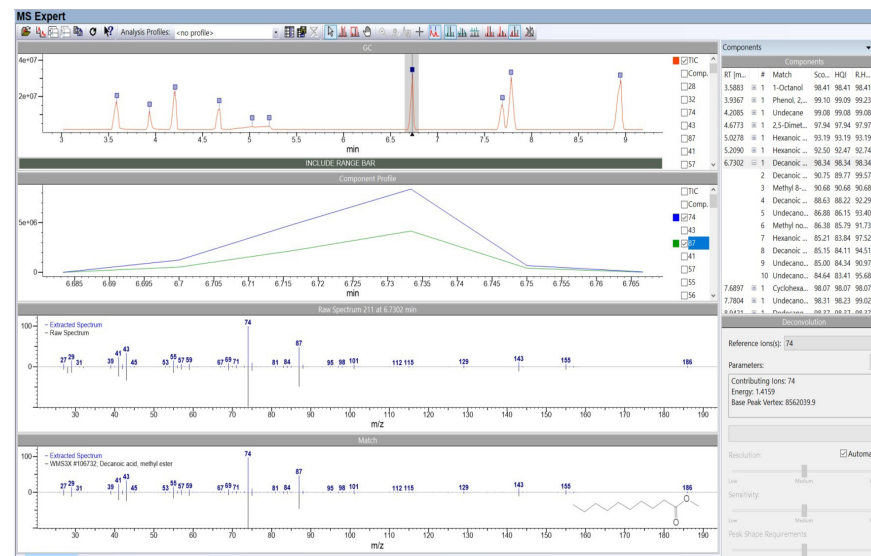 MS Expert
Analysis Profiles: <no profile>
GC
4e+07
2e+07
3 3.5 4 4.5 5 5.5 6 6.5 7 7.5 8 8.5 9
min
INCLUDE RANGE BAR
TIC
Comp.
28
32
74
43
87
41
57
Component Profile
5e+06
0
6.685 6.69 6.695 6.7 6.705 6.71 6.715 6.72 6.725 6.73 6.735 6.74 6.745 6.75 6.755 6.76 6.765
min
TIC
Comp.
74
43
87
41
57
55
56
Raw Spectrum 211 at 6.7302 min
100
0
~ Extracted Spectrum
~ Raw Spectrum
27 29 31 39 41 43 45 53 55 57 59 67 69 71 74 81 84 87 95 98 101 112 115 129 143 155 186
30 40 50 60 70 80 90 100 110 120 130 140 150 160 170 180 190
m/z
Match
100
0
~ Extracted Spectrum
~ WMS3X #106732; Decanoic acid, methyl ester
27 29 31 39 41 43 45 53 55 57 59 67 69 71 74 81 84 87 95 98 101 112 115 129 143 155 186
O
O
30 40 50 60 70 80 90 100 110 120 130 140 150 160 170 180 190
m/z
Components
Components
RT [m... # Match Sco... HQI R.H...
3.5883 1 1-Octanol 98.41 98.41 98.41
3.9367 1 Phenol, 2,... 99.10 99.09 99.23
4.2085 1 Undecane 99.08 99.08 99.08
4.6773 1 2,5-Dimet... 97.94 97.94 97.97
5.0278 1 Hexanoic ... 93.19 93.19 93.19
5.2090 1 Hexanoic ... 92.50 92.47 92.74
6.7302 1 Decanoic ... 98.34 98.34 98.34
2 Decanoic ... 90.75 89.77 99.57
3 Methyl 8-... 90.68 90.68 90.68
4 Decanoic ... 88.63 88.22 92.29
5 Undecano... 86.88 86.15 93.40
6 Methyl no... 86.38 85.79 91.73
7 Hexanoic ... 85.21 83.84 97.52
8 Decanoic ... 85.15 84.11 94.51
9 Undecano... 85.00 84.34 90.97
10 Undecano... 84.64 83.41 95.68
7.6897 1 Cyclohexa... 98.07 98.07 98.07
7.7804 1 Undecano... 98.31 98.23 99.02
Deconvolution
Reference Ions(s): 74
Parameters:
Contributing Ions: 74
Energy: 1.4159
Base Peak Vertex: 8562039.9
Resolution:
Automa
Low Medium
Sensitivity:
Low Medium
Peak Shape Requirements: